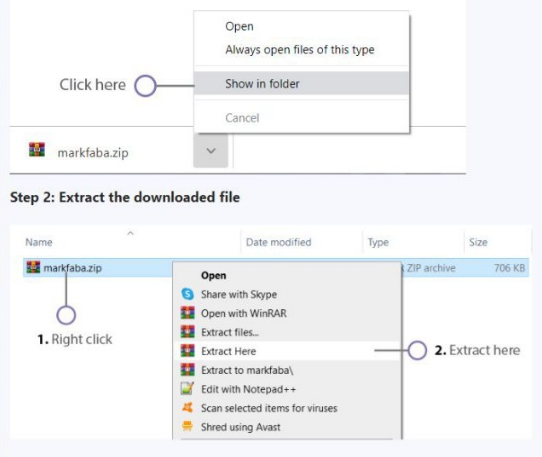 Open
Always open files of this type
Click here
Show in folder
Cancel
markfaba.zip
Step 2: Extract the downloaded file
Name Date modified Type Size
markfaba.zip ZIP archive 706 KB
Open
Share with Skype
Open with WinRAR
1. Right click
Extract files...
Extract Here
2. Extract here
Extract to markfaba\
Edit with Notepad++
Scan selected items for viruses
Shred using Avast